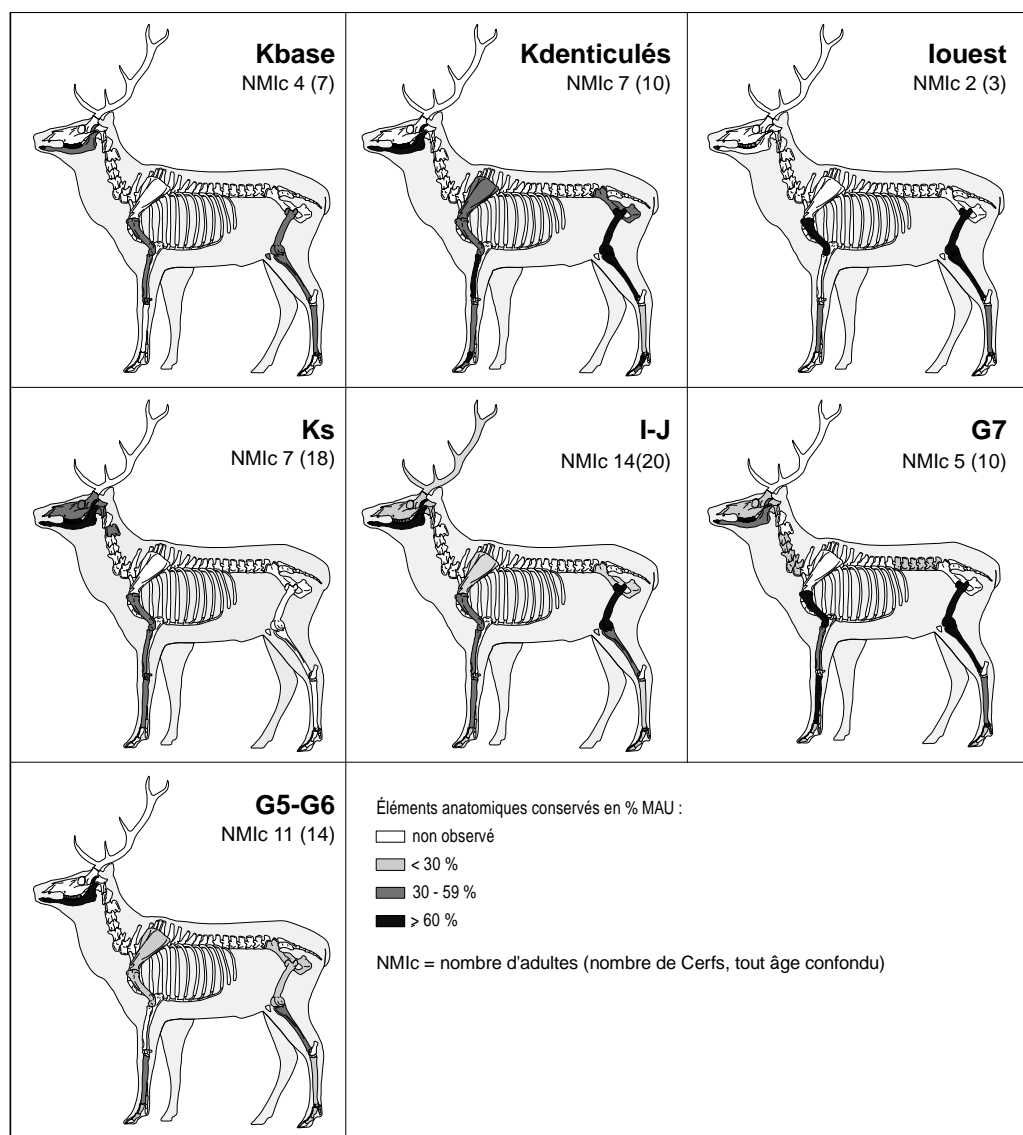 Kbase
NMIc 4 (7)
Kdenticulés
NMIc 7 (10)
Iouest
NMIc 2 (3)
Ks
NMIc 7 (18)
I-J
NMIc 14(20)
G7
NMIc 5 (10)
G5-G6
NMIc 11 (14)
Éléments anatomiques conservés en % MAU :
non observé
< 30 %
30 - 59 %
≥ 60 %
NMIc = nombre d'adultes (nombre de Cerfs, tout âge confondu)